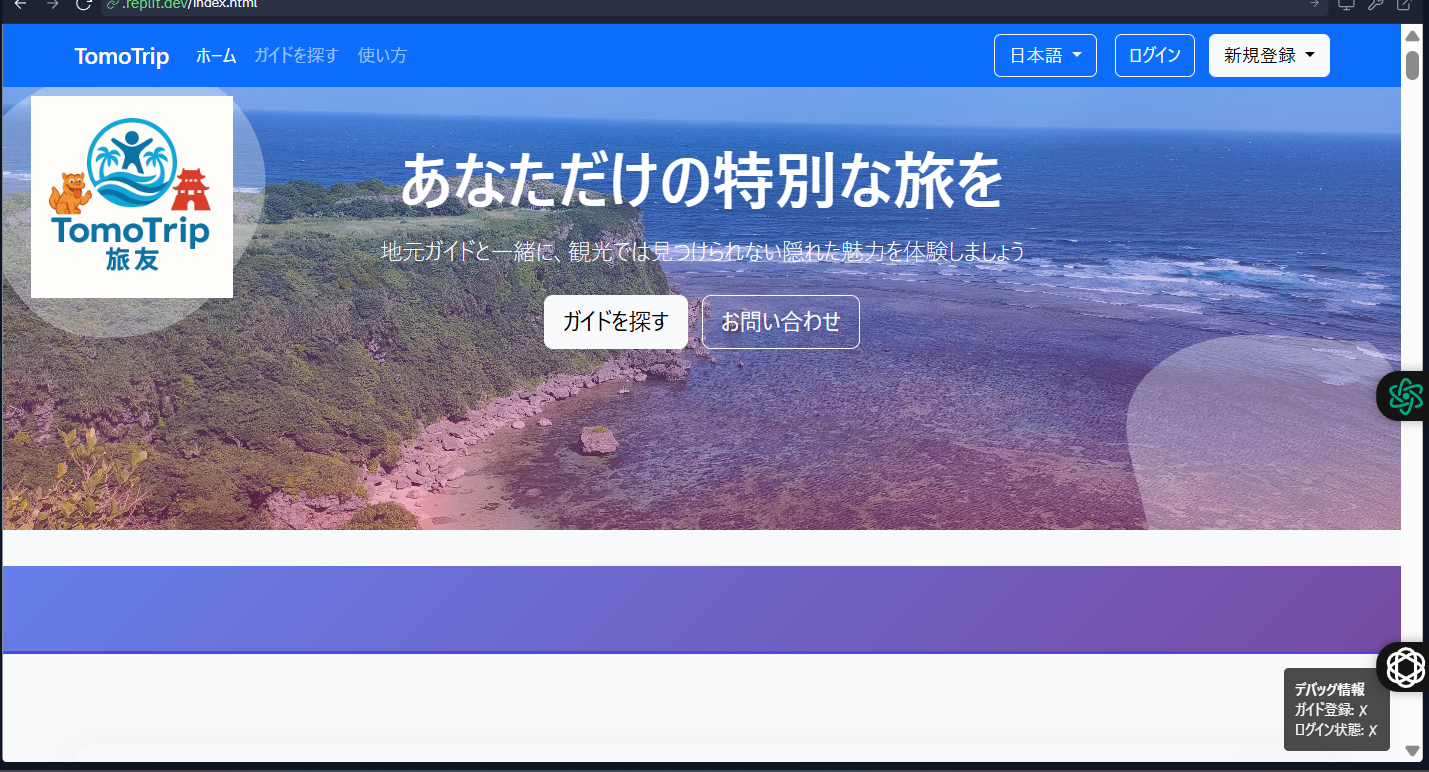 .replit.dev/index.html
TomoTrip ホーム ガイドを探す 使い方 日本語 ログイン 新規登録
TomoTrip
旅友
あなただけの特別な旅を
地元ガイドと一緒に、観光では見つけられない隠れた魅力を体験しましょう
ガイドを探す お問い合わせ
デバッグ情報
ガイド登録: ✗
ログイン状態: ✗